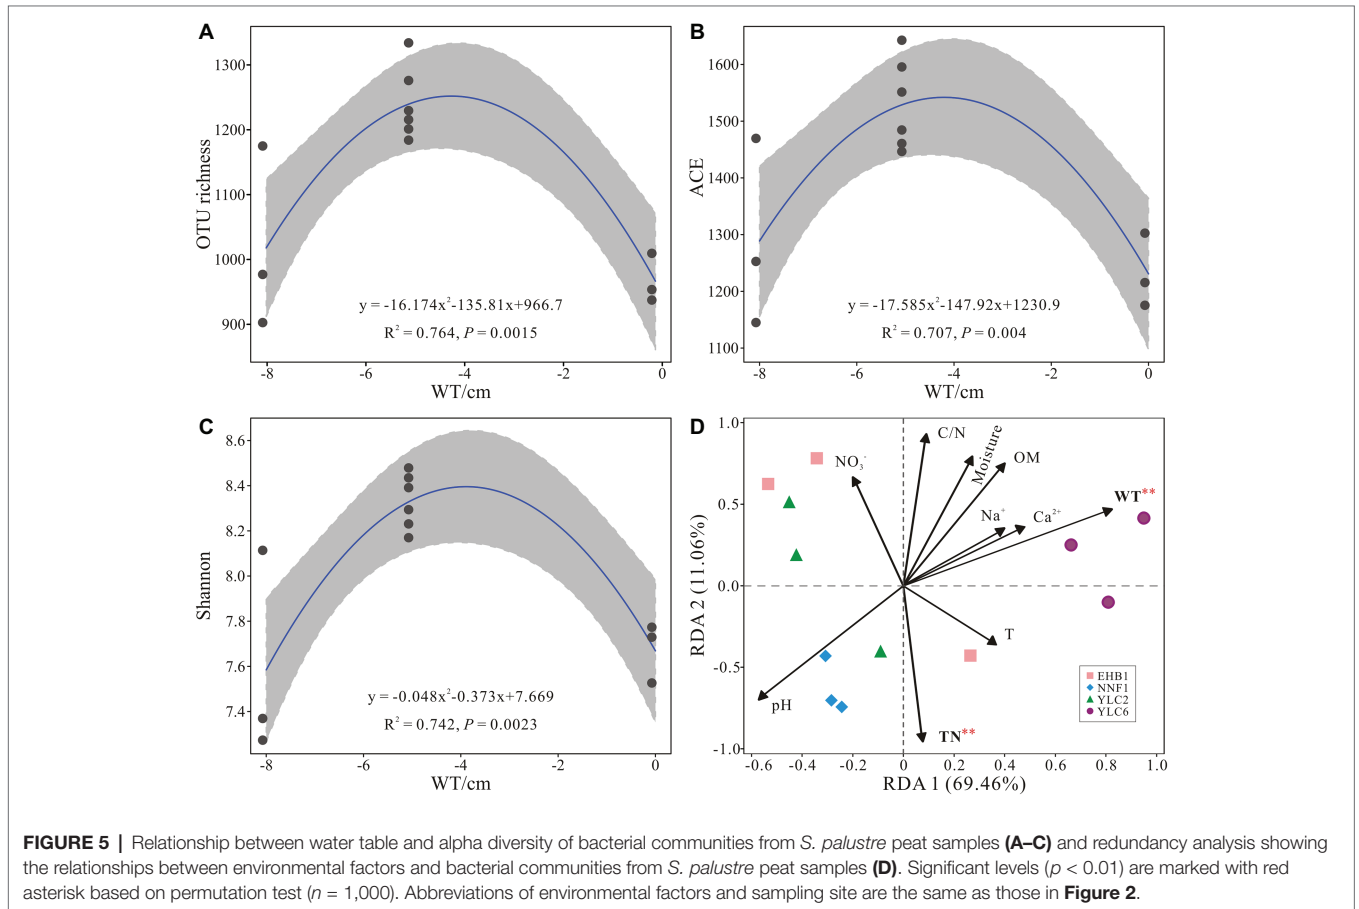 A
1300
1200
1100
1000
900
OTU richness
y = -16.174x²-135.81x+966.7
R² = 0.764, P = 0.0015
-8 -6 -4 -2 0
WT/cm
B
1600
1500
1400
1300
1200
1100
ACE
y = -17.585x²-147.92x+1230.9
R² = 0.707, P = 0.004
-8 -6 -4 -2 0
WT/cm
C
8.6
8.4
8.2
8.0
7.8
7.6
7.4
Shannon
y = -0.048x²-0.373x+7.669
R² = 0.742, P = 0.0023
-8 -6 -4 -2 0
WT/cm
D
1.0
0.5
0.0
-0.5
-1.0
RDA 2 (11.06%)
C/N
Moisture
OM
NO₃⁻
Na⁺
Ca²⁺
WT**
T
pH
TN**
EHB1
NNF1
YLC2
YLC6
-0.6 -0.4 -0.2 0 0.2 0.4 0.6 0.8 1.0
RDA 1 (69.46%)
FIGURE 5 | Relationship between water table and alpha diversity of bacterial communities from S. palustre peat samples (A–C) and redundancy analysis showing
the relationships between environmental factors and bacterial communities from S. palustre peat samples (D). Significant levels (p < 0.01) are marked with red
asterisk based on permutation test (n = 1,000). Abbreviations of environmental factors and sampling site are the same as those in Figure 2.